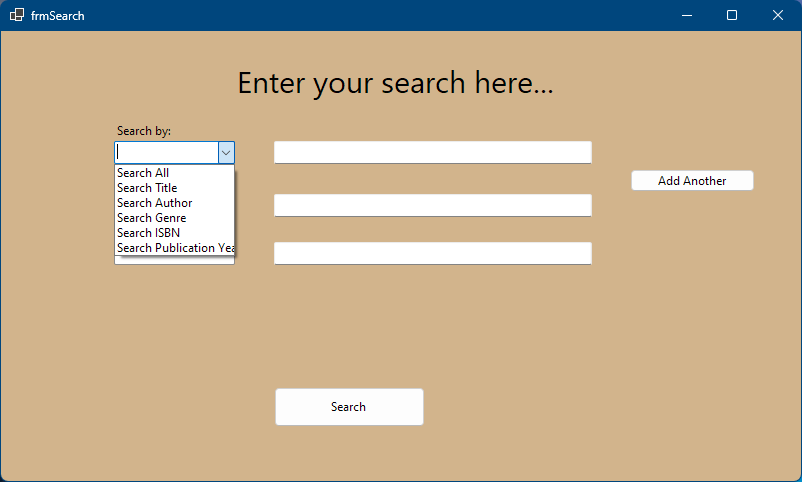 frmSearch
Enter your search here...
Search by:
Search All
Search Title
Search Author
Search Genre
Search ISBN
Search Publication Yea
Add Another
Search